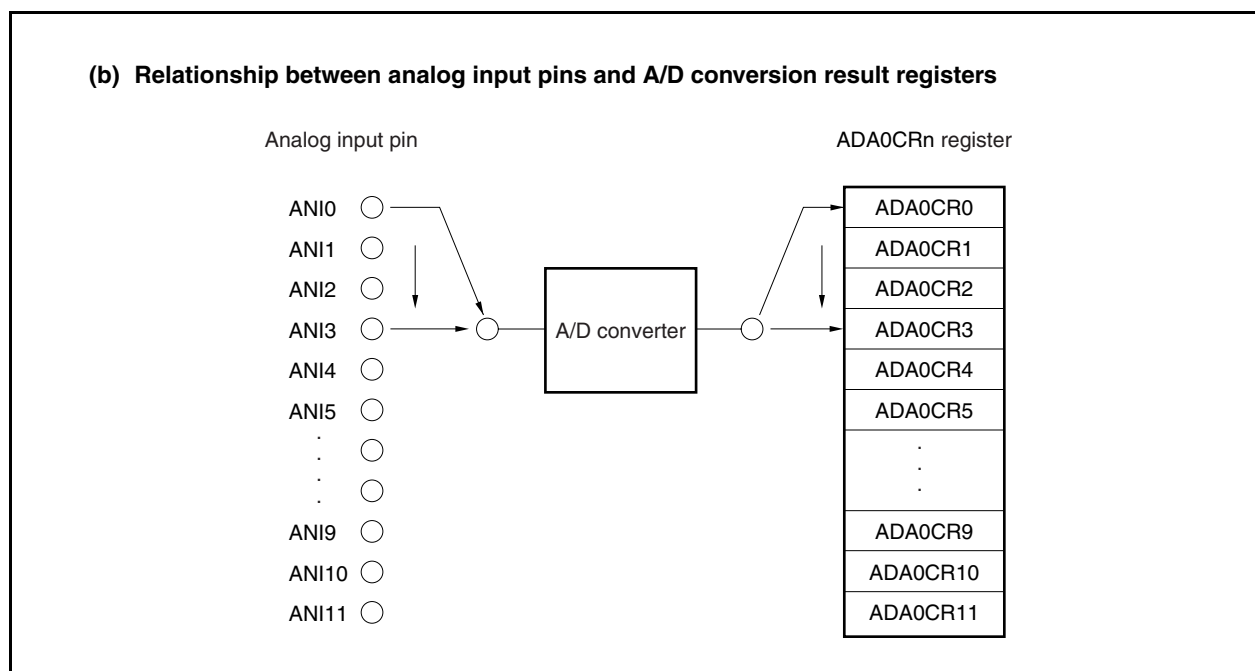 (b) Relationship between analog input pins and A/D conversion result registers
Analog input pin
ADA0CRn register
ANI0
ADA0CR0
ANI1
ADA0CR1
ANI2
ADA0CR2
ANI3
A/D converter
ADA0CR3
ANI4
ADA0CR4
ANI5
ADA0CR5
.
.
.
.
.
.
.
ANI9
ADA0CR9
ANI10
ADA0CR10
ANI11
ADA0CR11